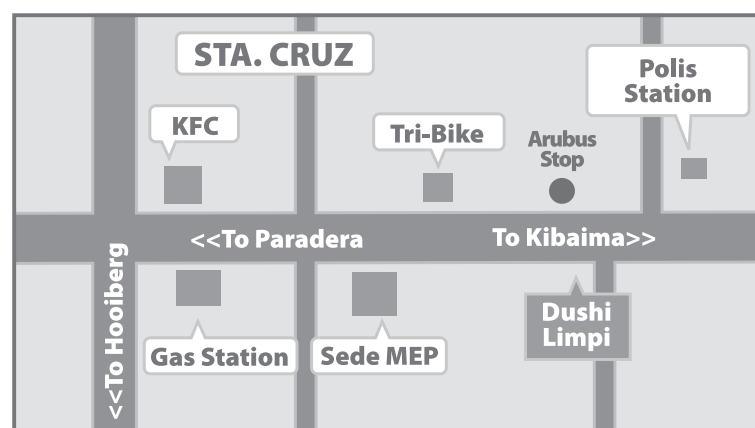 STA. CRUZ
Polis
Station
KFC
Tri-Bike
Arubus
Stop
<<To Paradera
To Kibaima>>
<<To Hooiberg
Gas Station
Sede MEP
Dushi
Limpi